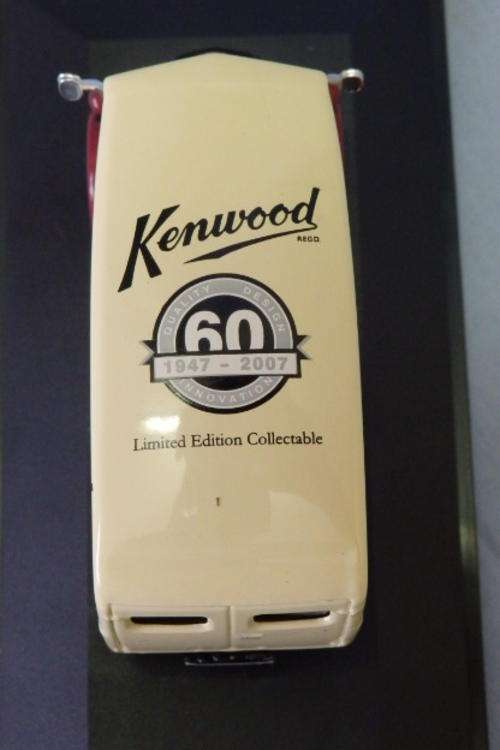 Kenwood
REGD
QUALITY DESIGN
60
1947 - 2007
INNOVATION
Limited Edition Collectable